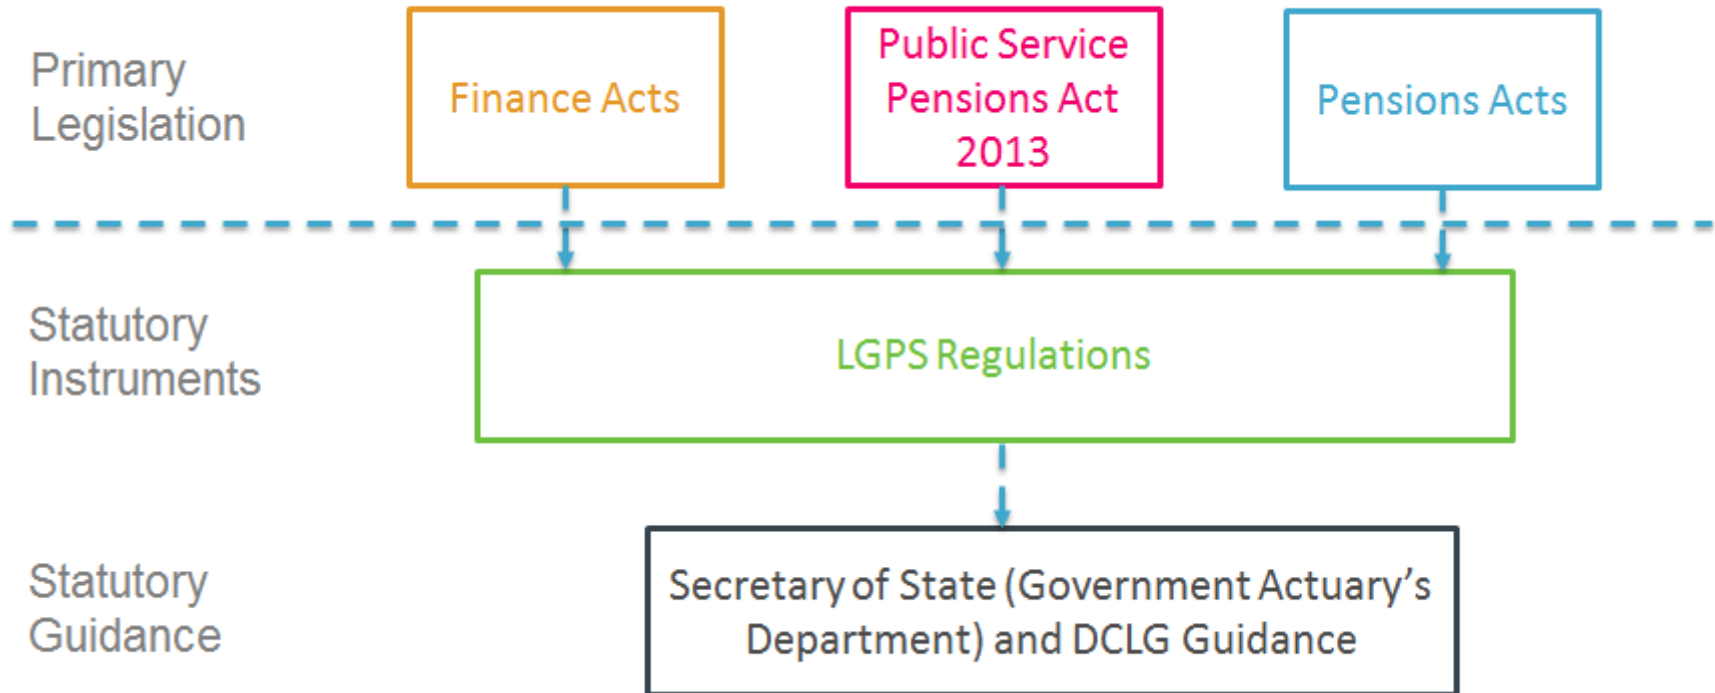 Primary
Legislation
Finance Acts
Public Service
Pensions Act
2013
Pensions Acts
Statutory
Instruments
LGPS Regulations
Statutory
Guidance
Secretary of State (Government Actuary’s
Department) and DCLG Guidance